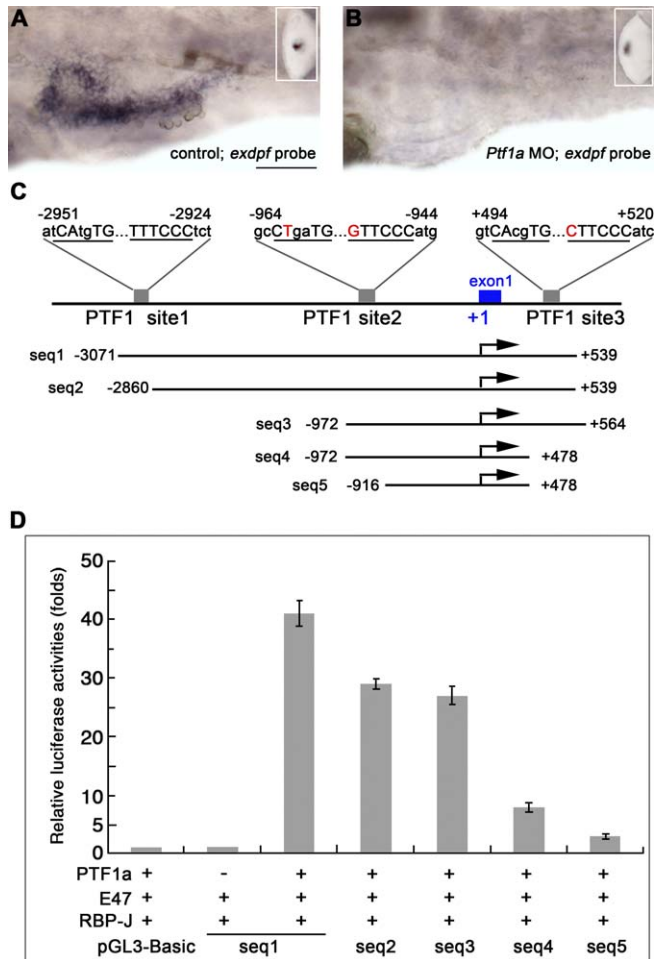 A
control; exdpf probe
B
Ptf1a MO; exdpf probe
C
-2951 -2924
atCAtgTG...TTTCCCtct
-964 -944
gcCTgaTG...GTTCCCatg
+494 +520
gtCAcgTG...CTTCCCatc
exon1
PTF1 site1
PTF1 site2
+1
PTF1 site3
seq1 -3071 +539
seq2 -2860 +539
seq3 -972 +564
seq4 -972 +478
seq5 -916 +478
D
Relative luciferase activities (folds)
50
40
30
20
10
5
0
PTF1a + - + + + + +
E47 + + + + + + +
RBP-J + + + + + + +
pGL3-Basic seq1 seq2 seq3 seq4 seq5